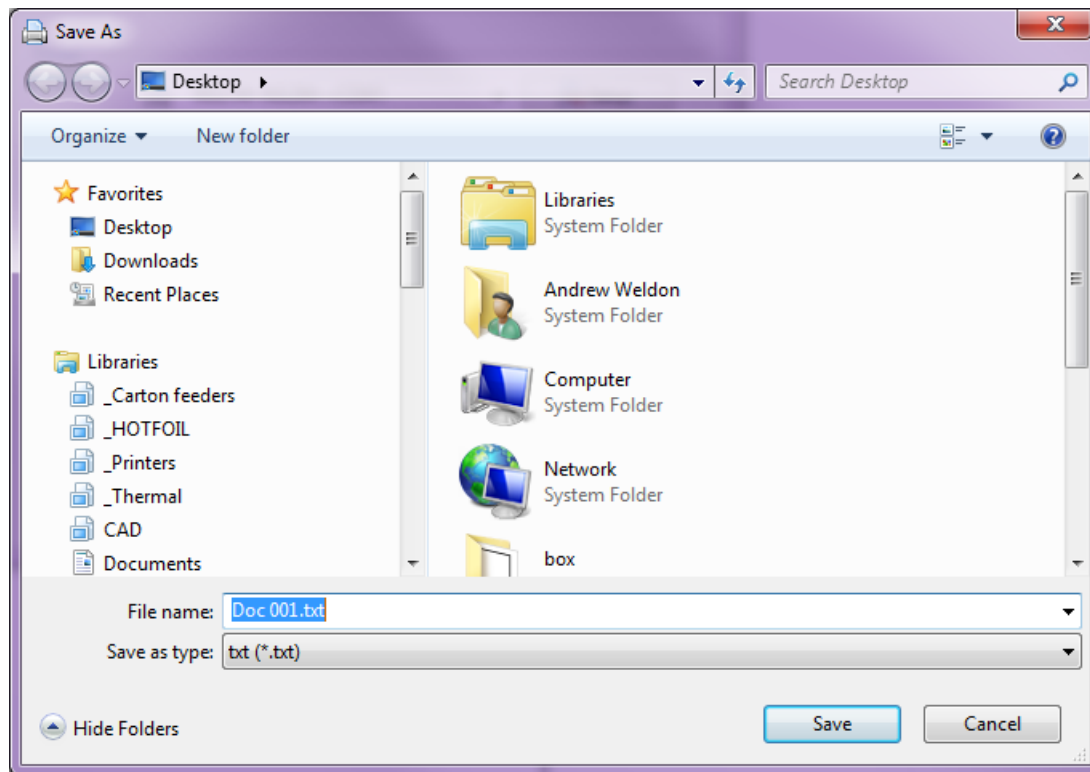 Save As
Desktop
Search Desktop
Organize
New folder
Favorites
Desktop
Downloads
Recent Places
Libraries
_Carton feeders
_HOTFOIL
_Printers
_Thermal
CAD
Documents
Libraries
System Folder
Andrew Weldon
System Folder
Computer
System Folder
Network
System Folder
box
File name: Doc 001.txt
Save as type: txt (*.txt)
Hide Folders
Save
Cancel